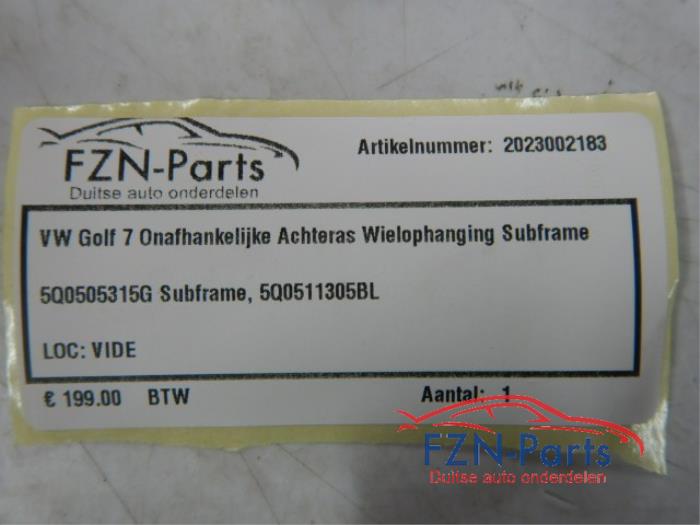 FZN-Parts
Duitse auto onderdelen
Artikelnummer: 2023002183
VW Golf 7 Onafhankelijke Achteras Wielophanging Subframe
5Q0505315G Subframe, 5Q0511305BL
LOC: VIDE
€ 199.00 BTW
Aantal: 1
FZN-Parts
Duitse auto onderdelen